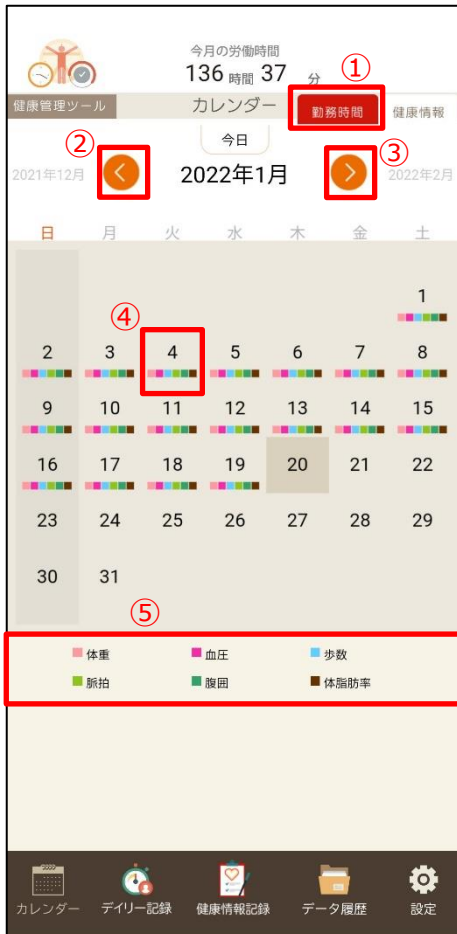 今月の労働時間
136 時間 37 分
①
健康管理ツール カレンダー 勤務時間 健康情報
今日
② ③
2021年12月 2022年1月 2022年2月
日 月 火 水 木 金 土
1
④
2 3 4 5 6 7 8
9 10 11 12 13 14 15
16 17 18 19 20 21 22
23 24 25 26 27 28 29
30 31
⑤
体重 血圧 歩数
脈拍 腹囲 体脂肪率
カレンダー デイリー記録 健康情報記録 データ履歴 設定